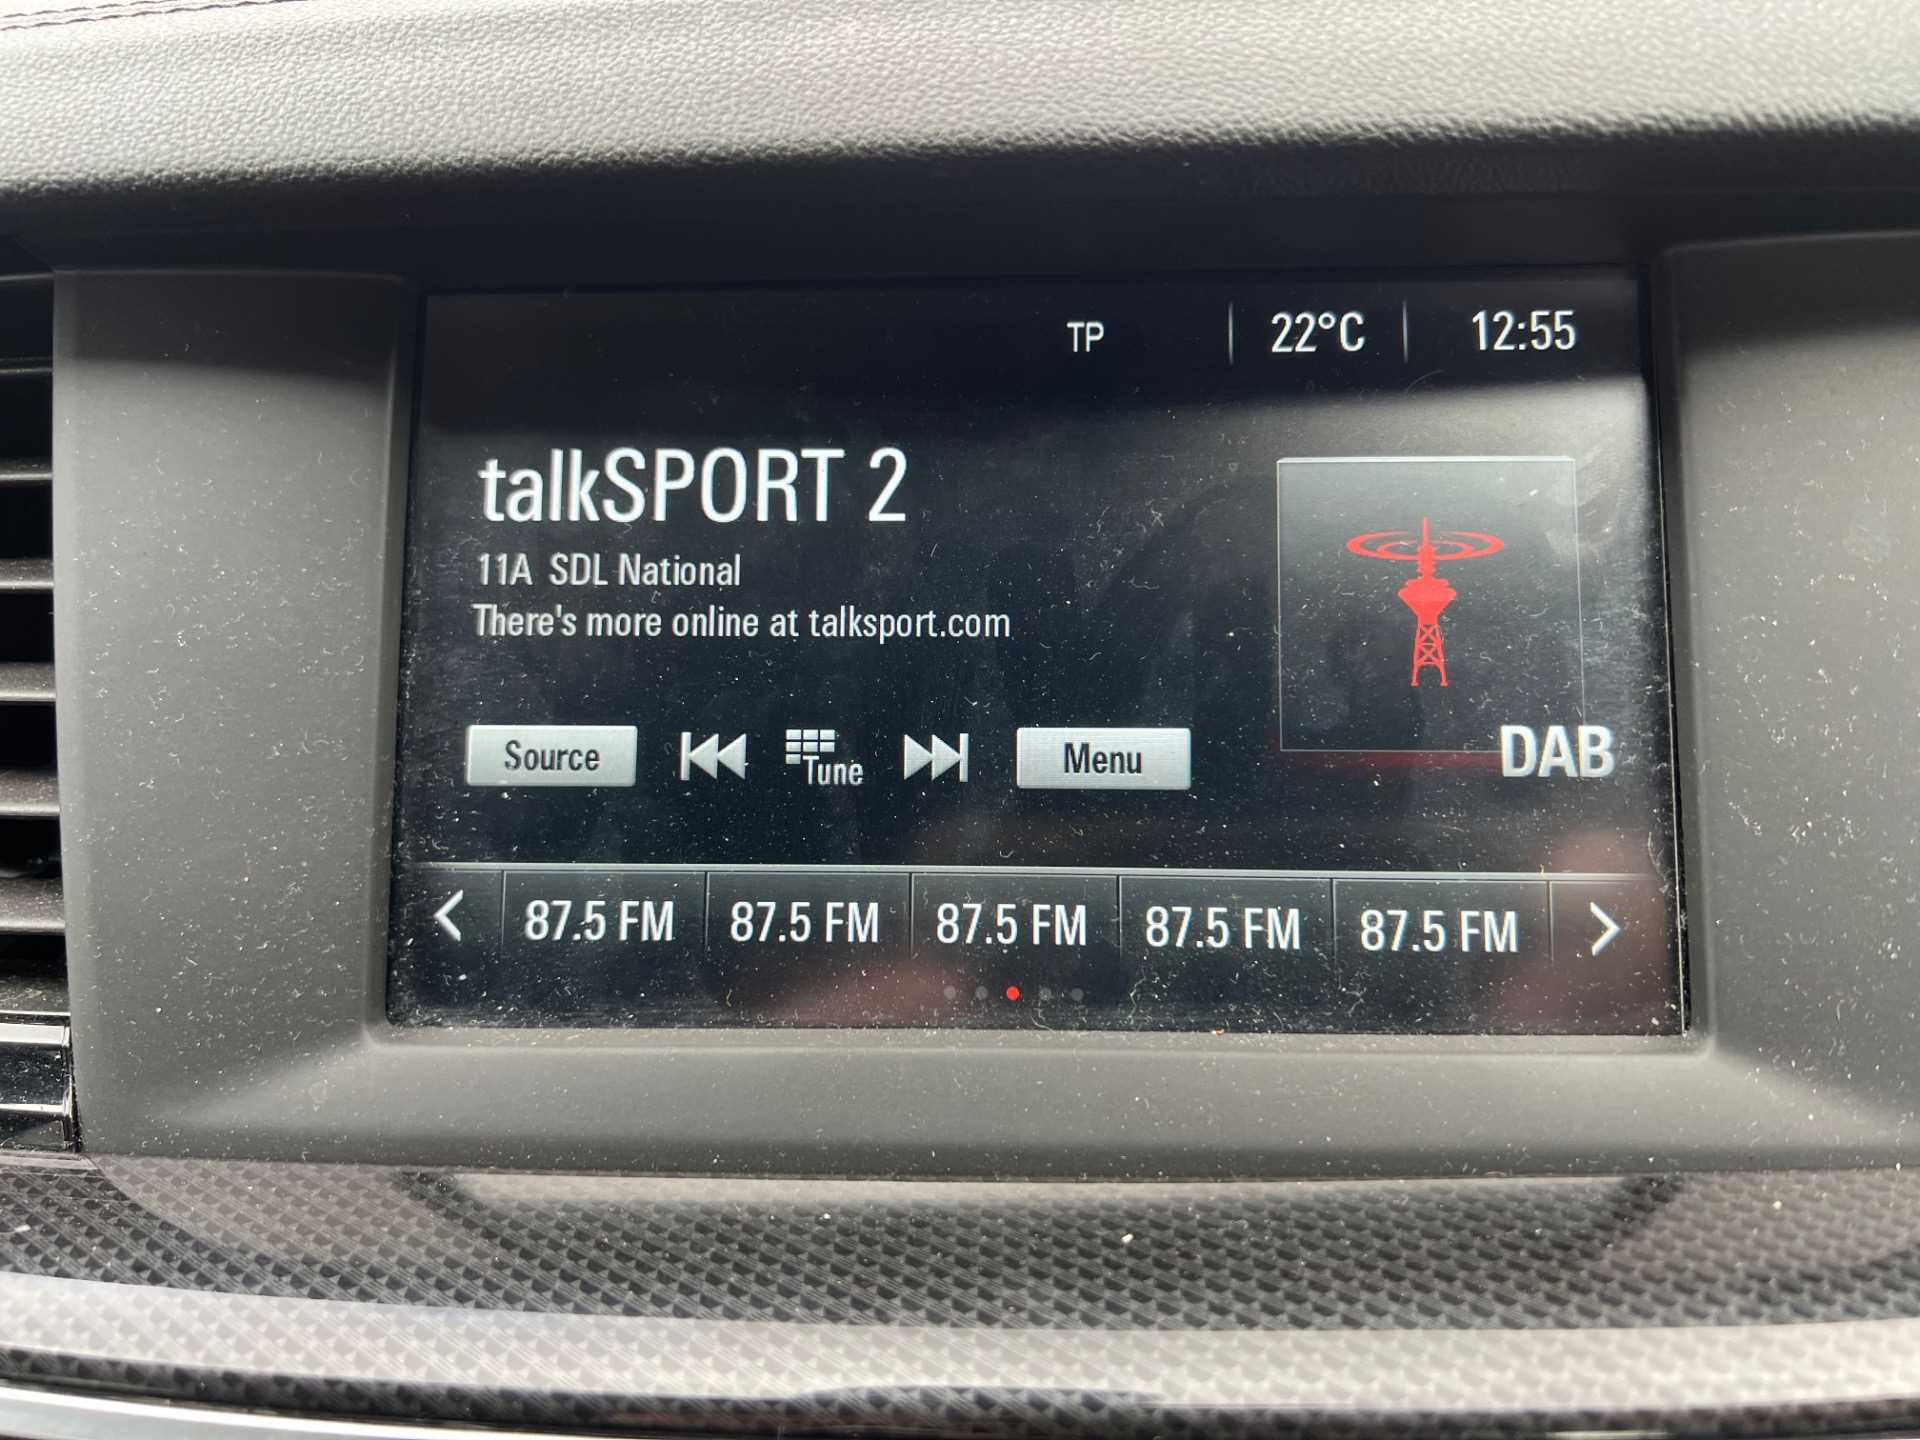 TP 22°C 12:55
talkSPORT 2
11A SDL National
There's more online at talksport.com
Source Tune Menu
DAB
87.5 FM 87.5 FM 87.5 FM 87.5 FM 87.5 FM